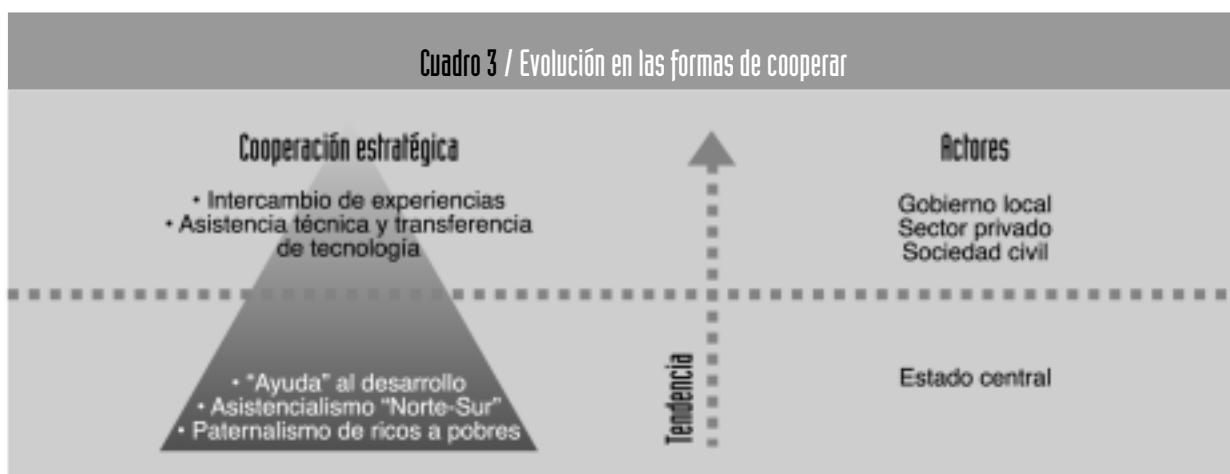 Cuadro 3 / Evolución en las formas de cooperar
Cooperación estratégica
• Intercambio de experiencias
• Asistencia técnica y transferencia
de tecnología
• "Ayuda" al desarrollo
• Asistencialismo "Norte-Sur"
• Paternalismo de ricos a pobres
Tendencia
Actores
Gobierno local
Sector privado
Sociedad civil
Estado central